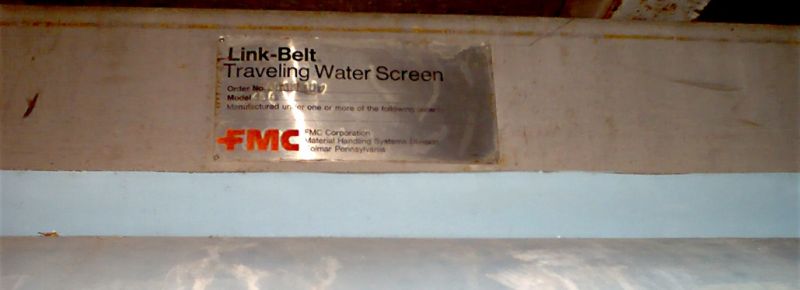 Link-Belt
Traveling Water Screen
Order No.
Model
Manufactured under one or more of the following
FMC
FMC Corporation
Material Handling Systems Division
Colmar Pennsylvania